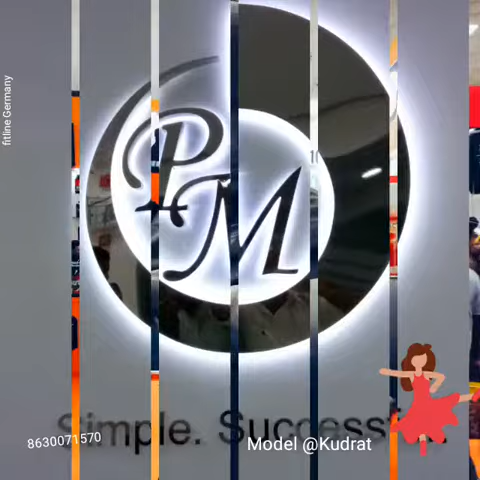 fitline Germany
PM
Simple. Success
8630071570
Model @Kudrat